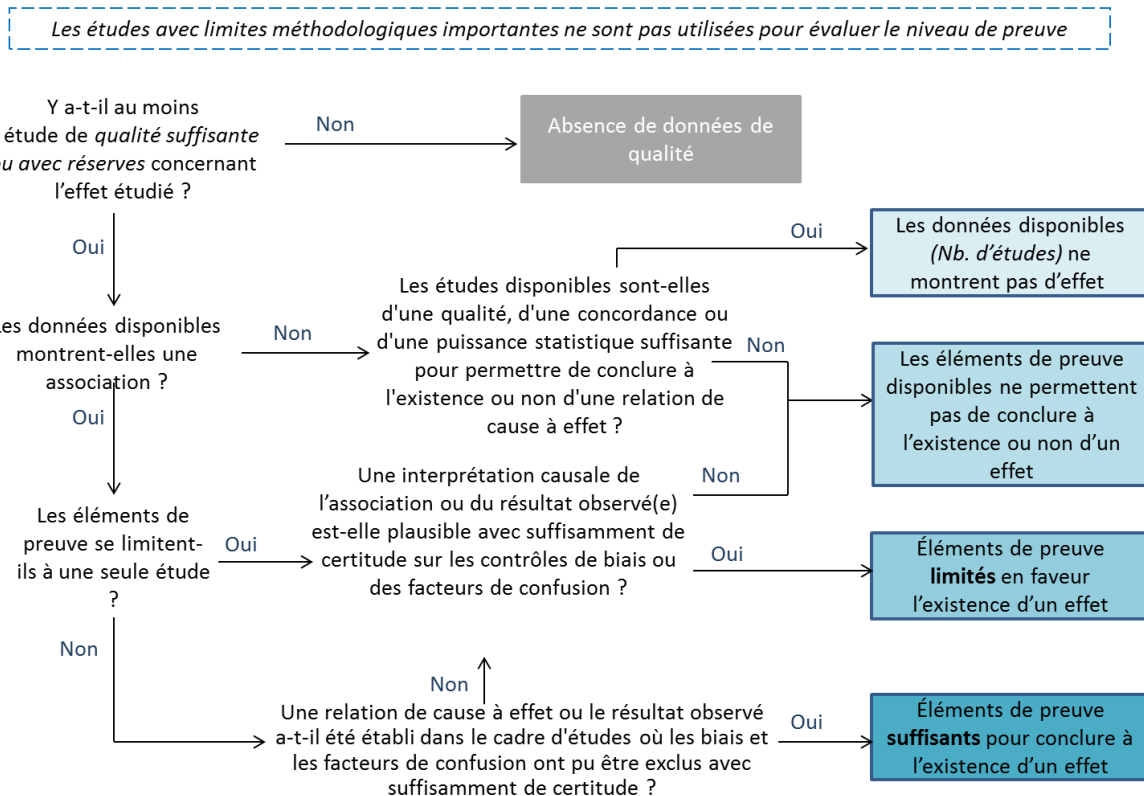 Les études avec limites méthodologiques importantes ne sont pas utilisées pour évaluer le niveau de preuve
Y a-t-il au moins
étude de qualité suffisante
ou avec réserves concernant
l'effet étudié ?
Non
Absence de données de
qualité
Oui
Les données disponibles
montrent-elles une
association ?
Non
Les études disponibles sont-elles
d'une qualité, d'une concordance ou
d'une puissance statistique suffisante
pour permettre de conclure à
l'existence ou non d'une relation de
cause à effet ?
Oui
Les données disponibles
(Nb. d'études) ne
montrent pas d'effet
Non
Les éléments de preuve
disponibles ne permettent
pas de conclure à
l'existence ou non d'un
effet
Oui
Les éléments de
preuve se limitent-
ils à une seule étude
?
Oui
Une interprétation causale de
l'association ou du résultat observé(e)
est-elle plausible avec suffisamment de
certitude sur les contrôles de biais ou
des facteurs de confusion ?
Non
Oui
Éléments de preuve
limités en faveur
l'existence d'un effet
Non
Non
Une relation de cause à effet ou le résultat observé
a-t-il été établi dans le cadre d'études où les biais et
les facteurs de confusion ont pu être exclus avec
suffisamment de certitude ?
Oui
Éléments de preuve
suffisants pour conclure à
l'existence d'un effet